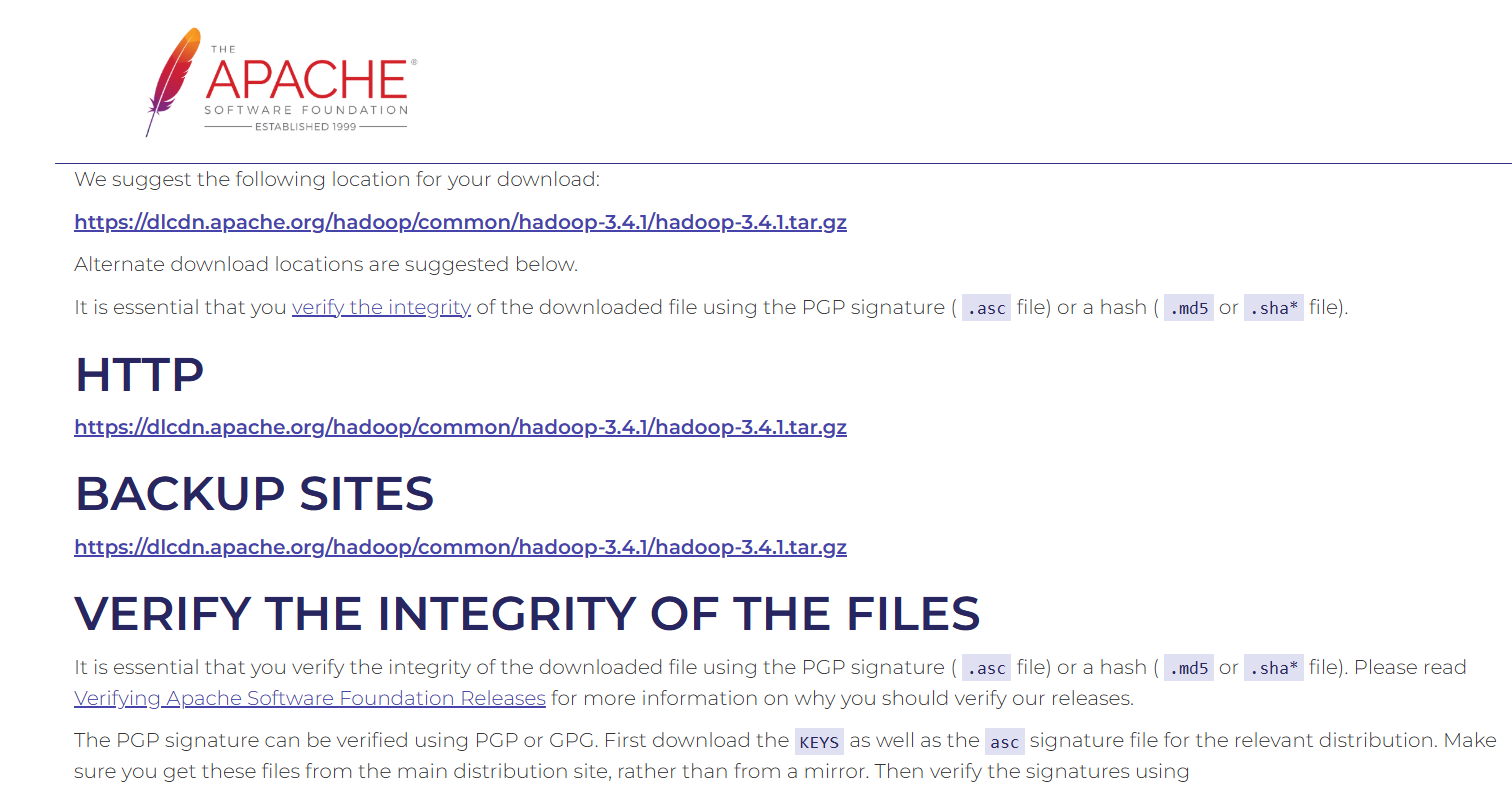 THE
APACHE®
SOFTWARE FOUNDATION
ESTABLISHED 1999
We suggest the following location for your download:
https://dlcdn.apache.org/hadoop/common/hadoop-3.4.1/hadoop-3.4.1.tar.gz
Alternate download locations are suggested below.
It is essential that you verify the integrity of the downloaded file using the PGP signature ( .asc file) or a hash ( .md5 or .sha* file).
HTTP
https://dlcdn.apache.org/hadoop/common/hadoop-3.4.1/hadoop-3.4.1.tar.gz
BACKUP SITES
https://dlcdn.apache.org/hadoop/common/hadoop-3.4.1/hadoop-3.4.1.tar.gz
VERIFY THE INTEGRITY OF THE FILES
It is essential that you verify the integrity of the downloaded file using the PGP signature ( .asc file) or a hash ( .md5 or .sha* file). Please read
Verifying Apache Software Foundation Releases for more information on why you should verify our releases.
The PGP signature can be verified using PGP or GPG. First download the KEYS as well as the asc signature file for the relevant distribution. Make
sure you get these files from the main distribution site, rather than from a mirror. Then verify the signatures using